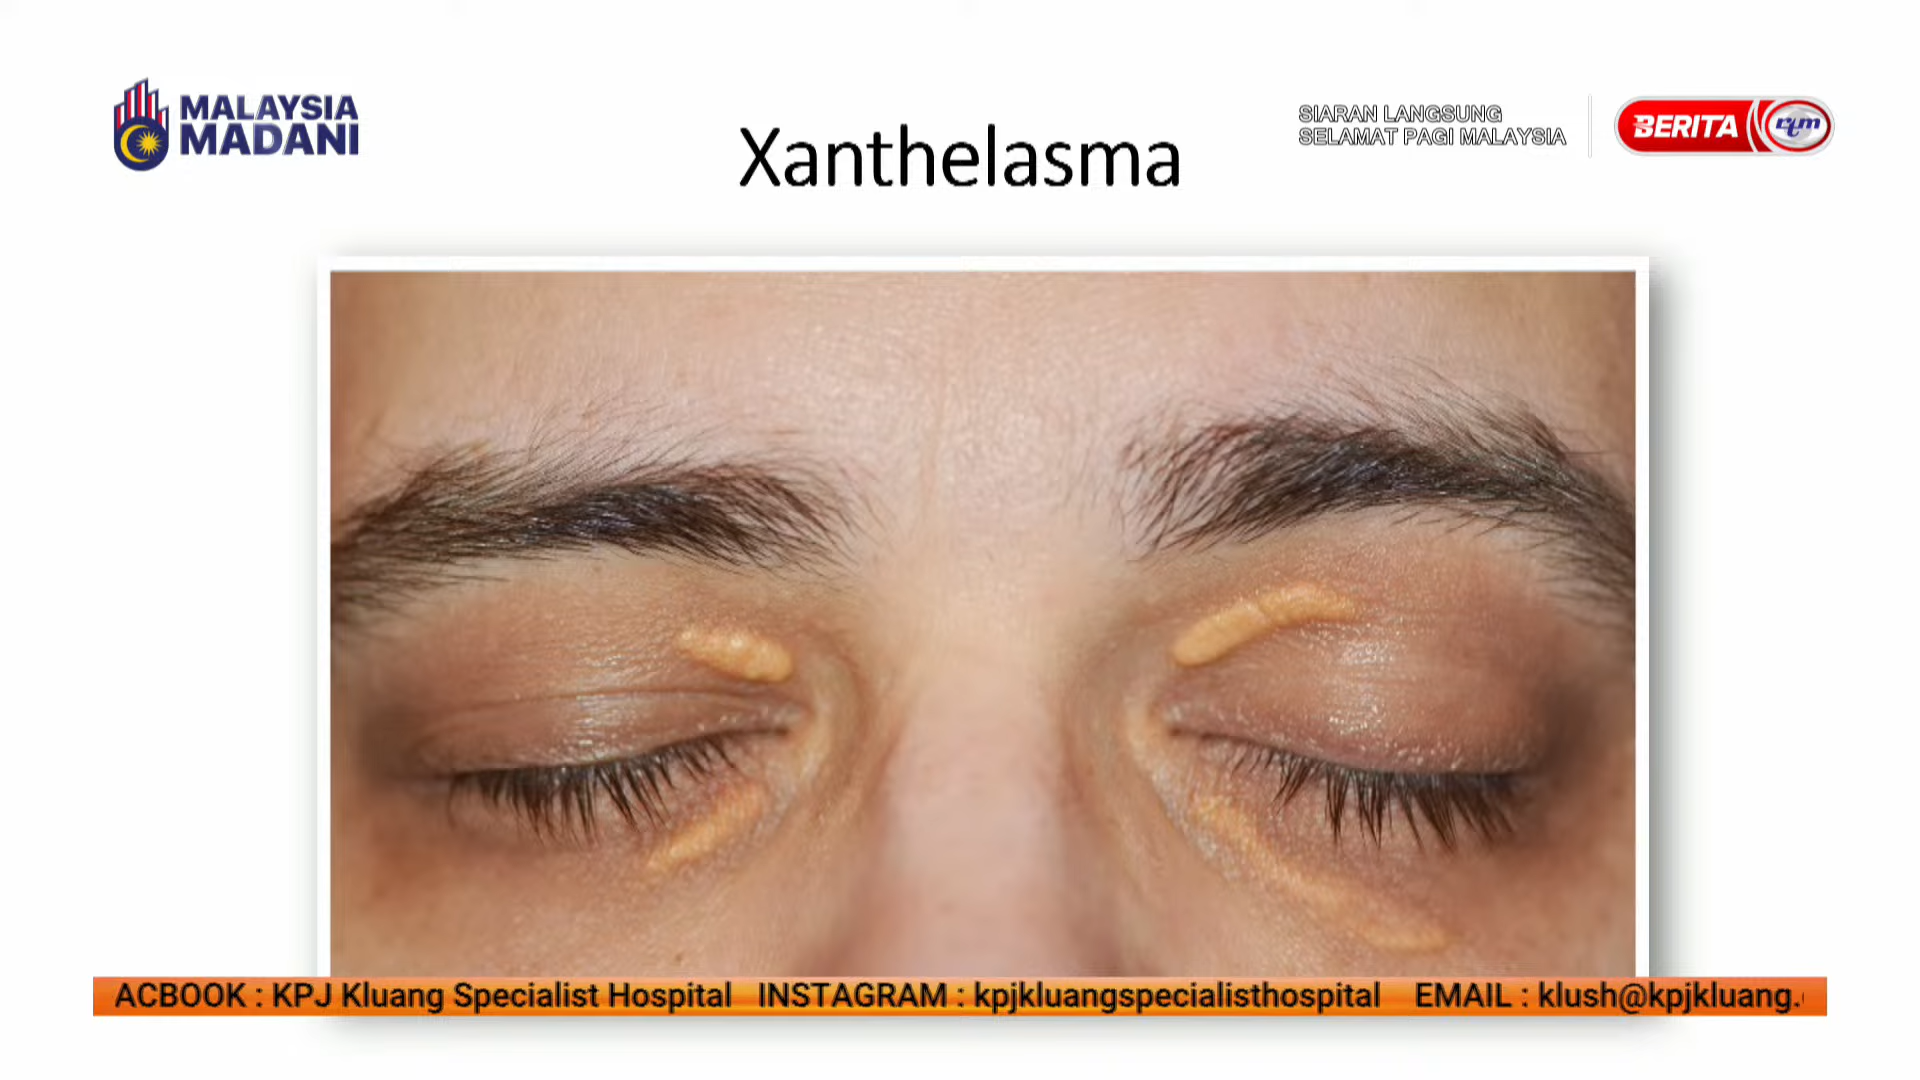 MALAYSIA
MADANI
Xanthelasma
SIARAN LANGSUNG
SELAMAT PAGI MALAYSIA
BERITA rtm
ACBOOK : KPJ Kluang Specialist Hospital INSTAGRAM : kpjkluangspecialisthospital EMAIL : klush@kpjkluang.